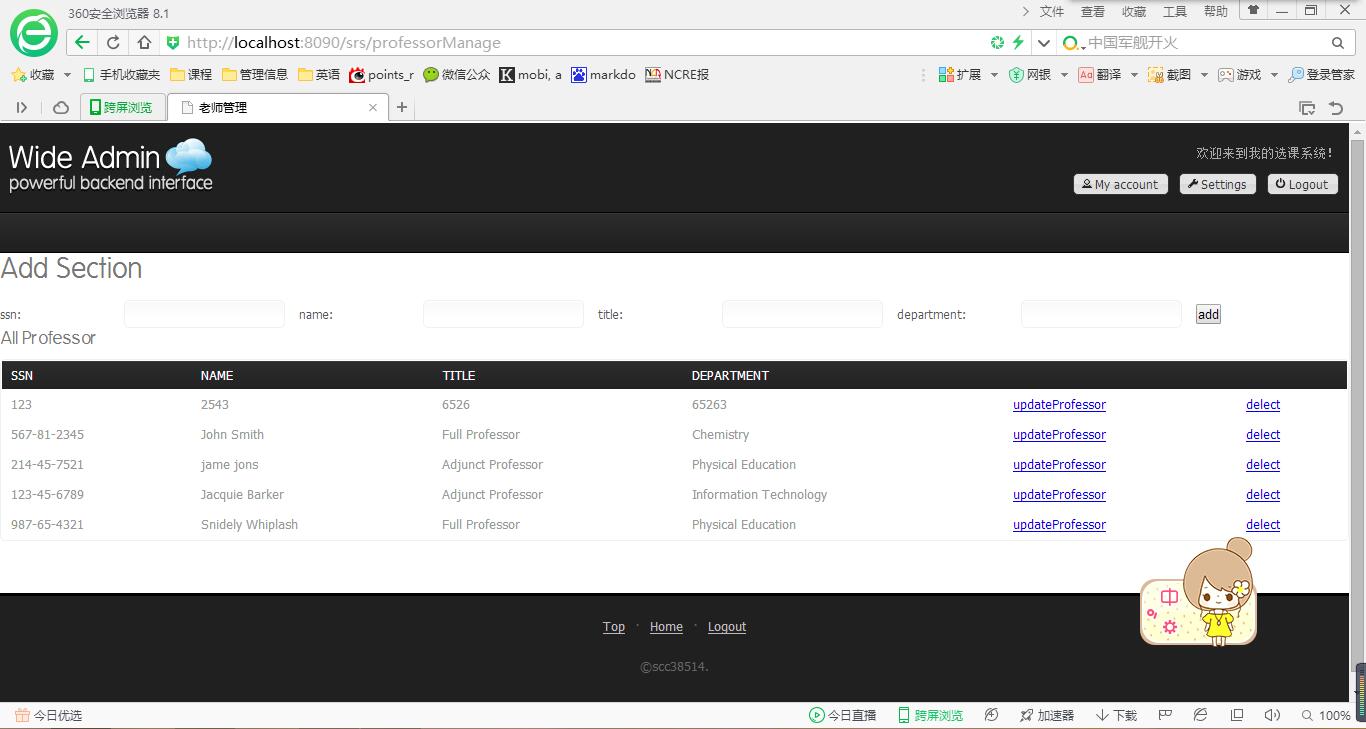 360安全浏览器 8.1
文件 查看 收藏 工具 帮助
http://localhost:8090/srs/professorManage
中国军舰开火
收藏 手机收藏夹 课程 管理信息 英语 points_r 微信公众 mobi, a markdo NCRE报 扩展 网银 翻译 截图 游戏 登录管家
跨屏浏览 老师管理
Wide Admin
powerful backend interface
欢迎来到我的选课系统!
My account Settings Logout
Add Section
ssn: name: title: department: add
All Professor
SSN NAME TITLE DEPARTMENT
123 2543 6526 65263 updateProfessor delect
567-81-2345 John Smith Full Professor Chemistry updateProfessor delect
214-45-7521 jame jons Adjunct Professor Physical Education updateProfessor delect
123-45-6789 Jacquie Barker Adjunct Professor Information Technology updateProfessor delect
987-65-4321 Snidely Whiplash Full Professor Physical Education updateProfessor delect
中
Top · Home · Logout
©scc38514.
今日优选 今日直播 跨屏浏览 加速器 下载 100%